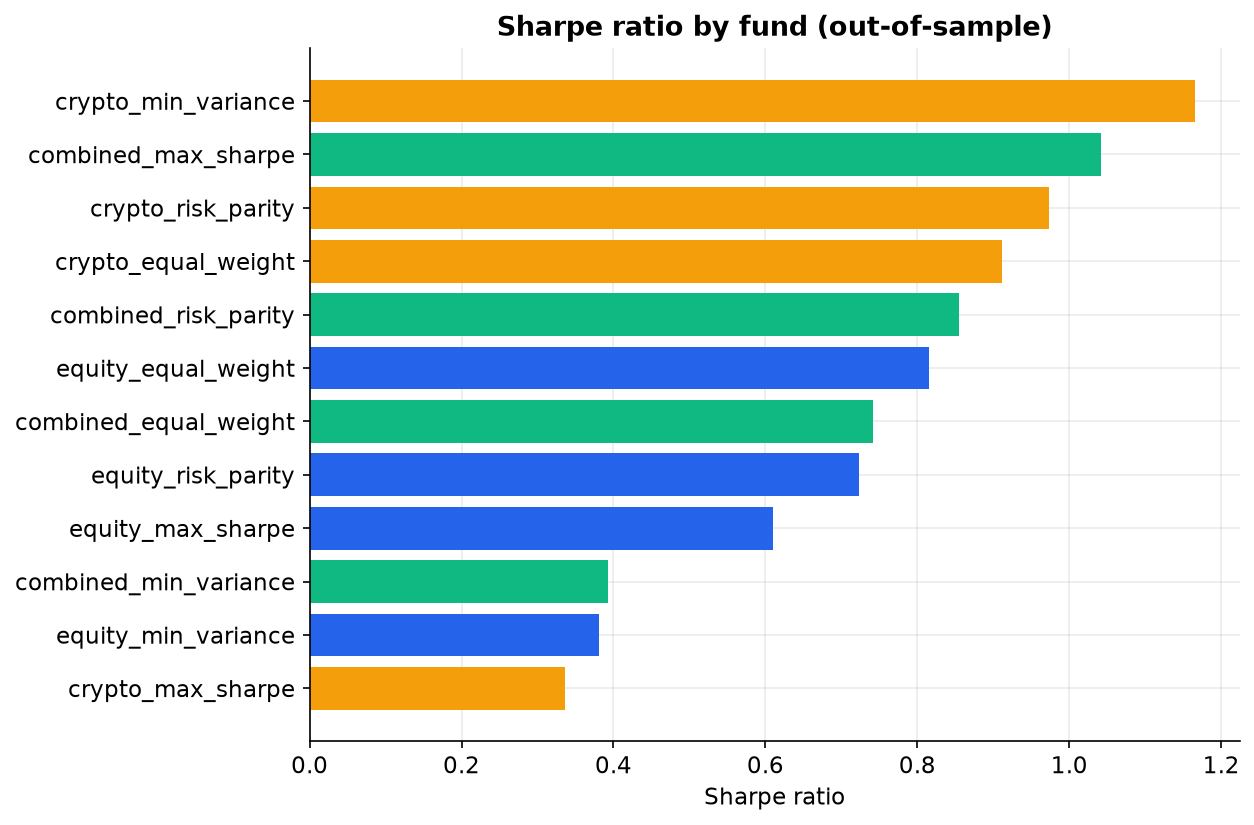 Sharpe ratio by fund (out-of-sample)
crypto_min_variance
combined_max_sharpe
crypto_risk_parity
crypto_equal_weight
combined_risk_parity
equity_equal_weight
combined_equal_weight
equity_risk_parity
equity_max_sharpe
combined_min_variance
equity_min_variance
crypto_max_sharpe
0.0 0.2 0.4 0.6 0.8 1.0 1.2
Sharpe ratio